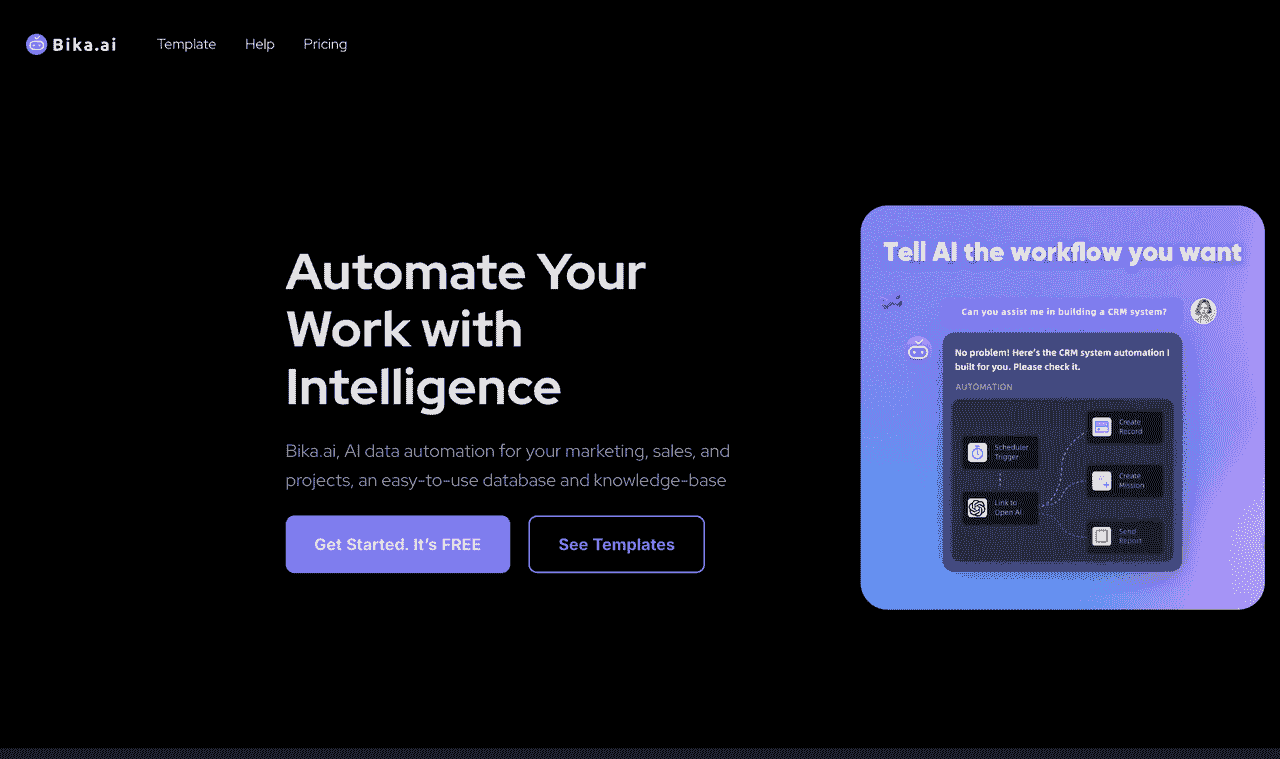 Bika.ai
Template
Help
Pricing
Automate Your
Work with
Intelligence
Bika.ai, AI data automation for your marketing, sales, and
projects, an easy-to-use database and knowledge-base
Get Started. It’s FREE
See Templates
Tell AI the workflow you want
Can you assist me in building a CRM system?
No problem! Here’s the CRM system automation I
built for you. Please check it.
AUTOMATION
Scheduler
Trigger
Link to
Open AI
Create
Record
Create
Mission
Send
Report